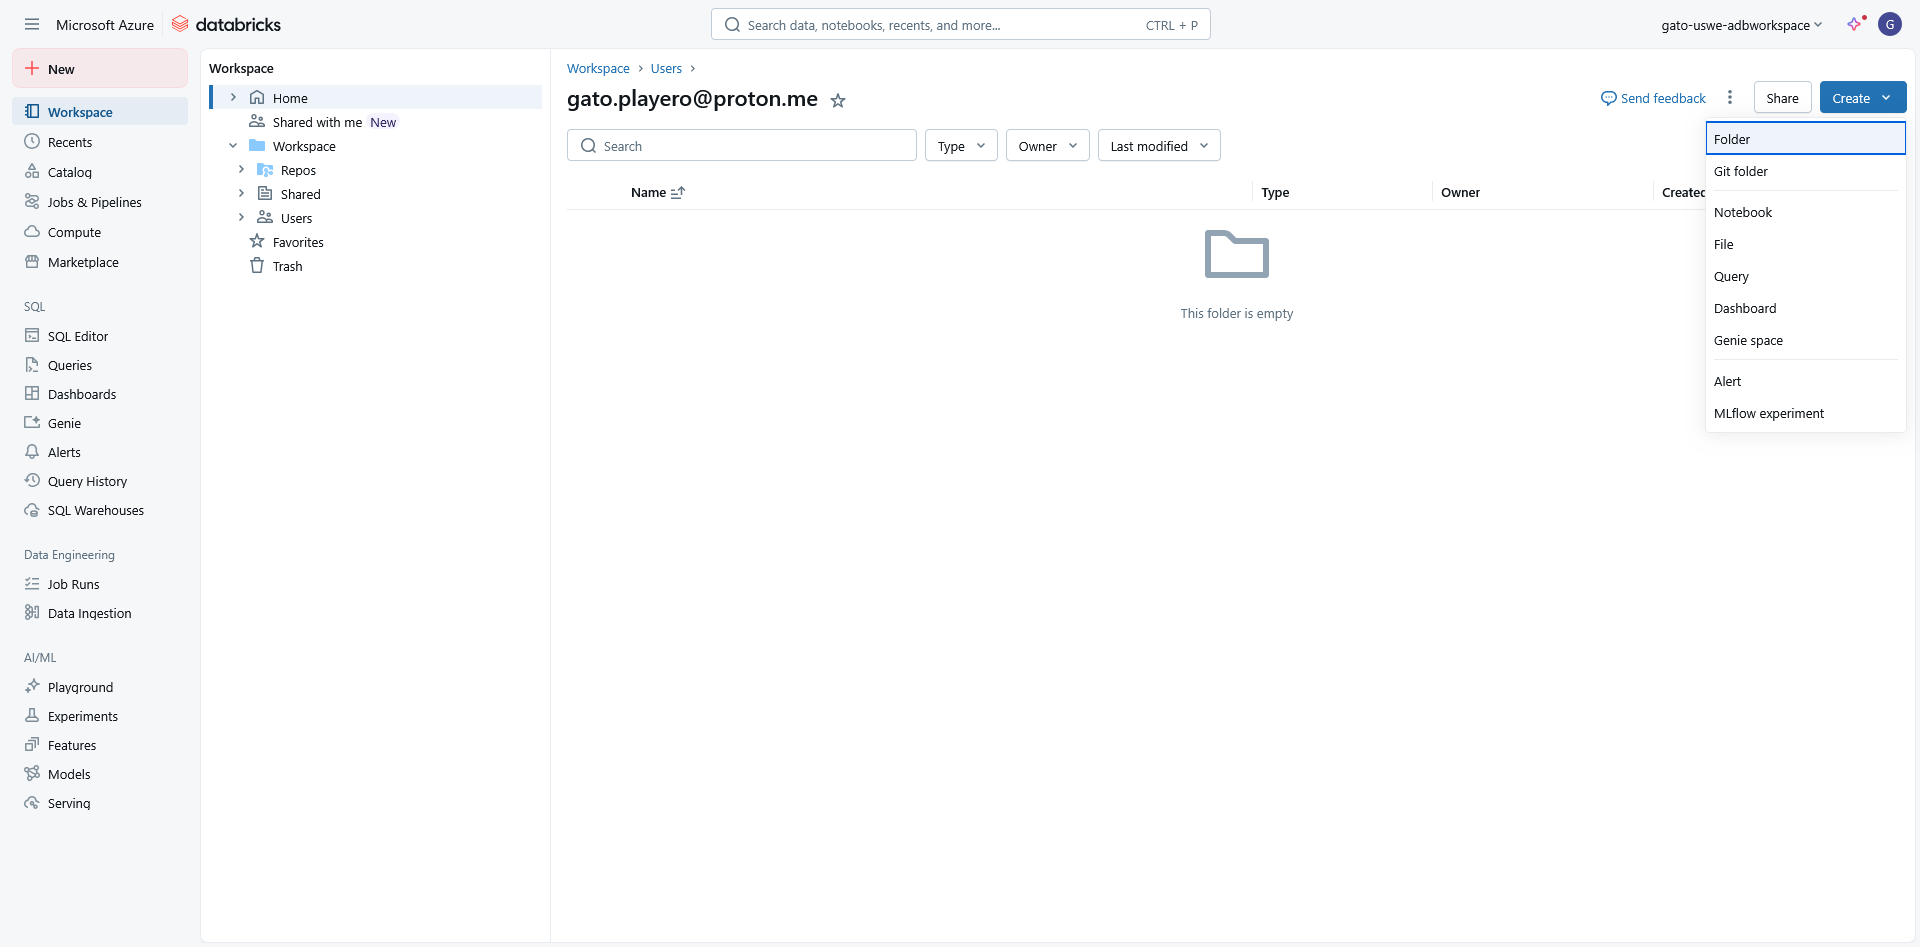 Microsoft Azure
databricks
Search data, notebooks, recents, and more...
CTRL + P
gato-uswe-adbworkspace
G
New
Workspace
Recents
Catalog
Jobs & Pipelines
Compute
Marketplace
SQL
SQL Editor
Queries
Dashboards
Genie
Alerts
Query History
SQL Warehouses
Data Engineering
Job Runs
Data Ingestion
AI/ML
Playground
Experiments
Features
Models
Serving
Workspace
Home
Shared with me New
Workspace
Repos
Shared
Users
Favorites
Trash
Workspace > Users >
gato.playero@proton.me
Send feedback
Share
Create
Search
Type
Owner
Last modified
Name
Type
Owner
Created
This folder is empty
Folder
Git folder
Notebook
File
Query
Dashboard
Genie space
Alert
MLflow experiment